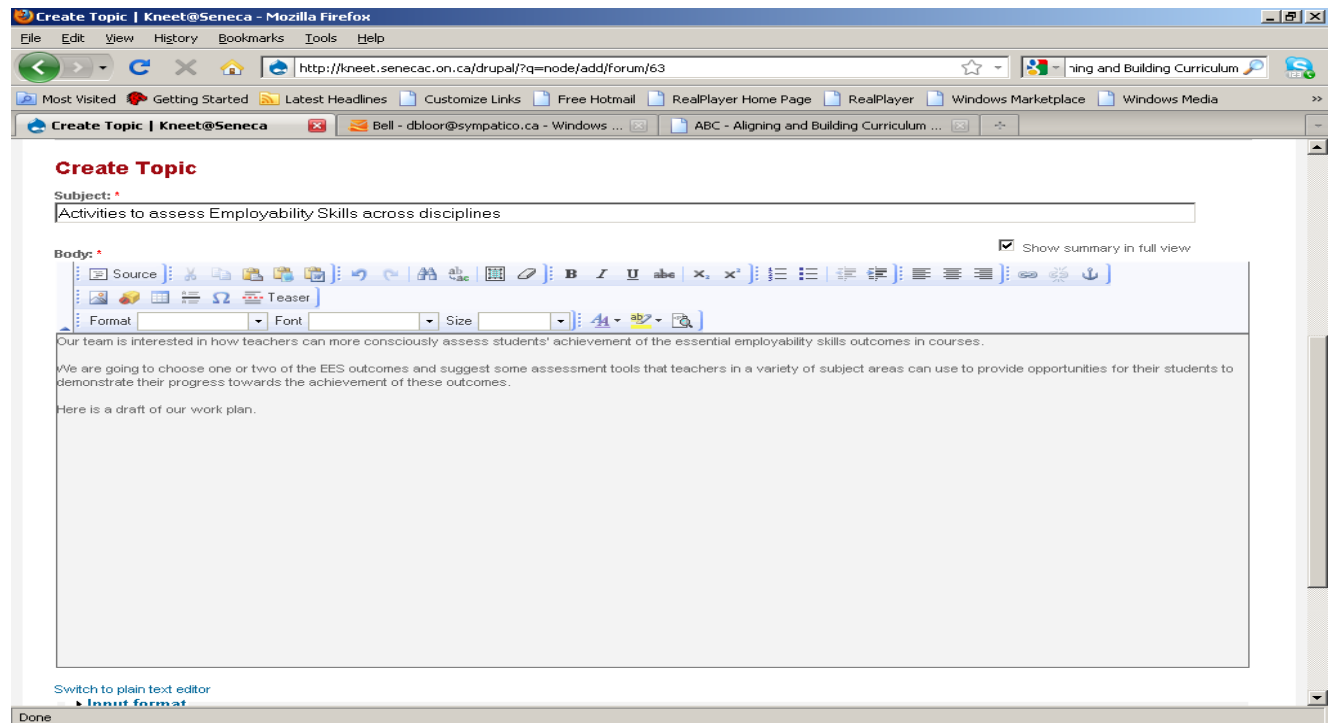 Create Topic | Kneet@Seneca - Mozilla Firefox
File Edit View History Bookmarks Tools Help
http://kneet.senecac.on.ca/drupal/?q=node/add/forum/63
ning and Building Curriculum
Most Visited Getting Started Latest Headlines Customize Links Free Hotmail RealPlayer Home Page RealPlayer Windows Marketplace Windows Media »
Create Topic | Kneet@Seneca Bell - dbloor@sympatico.ca - Windows ... ABC - Aligning and Building Curriculum ...
Create Topic
Subject: *
Activities to assess Employability Skills across disciplines
Show summary in full view
Body: *
Source B I U abc x₂ x²
Ω Teaser
Format Font Size
Our team is interested in how teachers can more consciously assess students' achievement of the essential employability skills outcomes in courses.
We are going to choose one or two of the EES outcomes and suggest some assessment tools that teachers in a variety of subject areas can use to provide opportunities for their students to
demonstrate their progress towards the achievement of these outcomes.
Here is a draft of our work plan.
Switch to plain text editor
Input format
Done